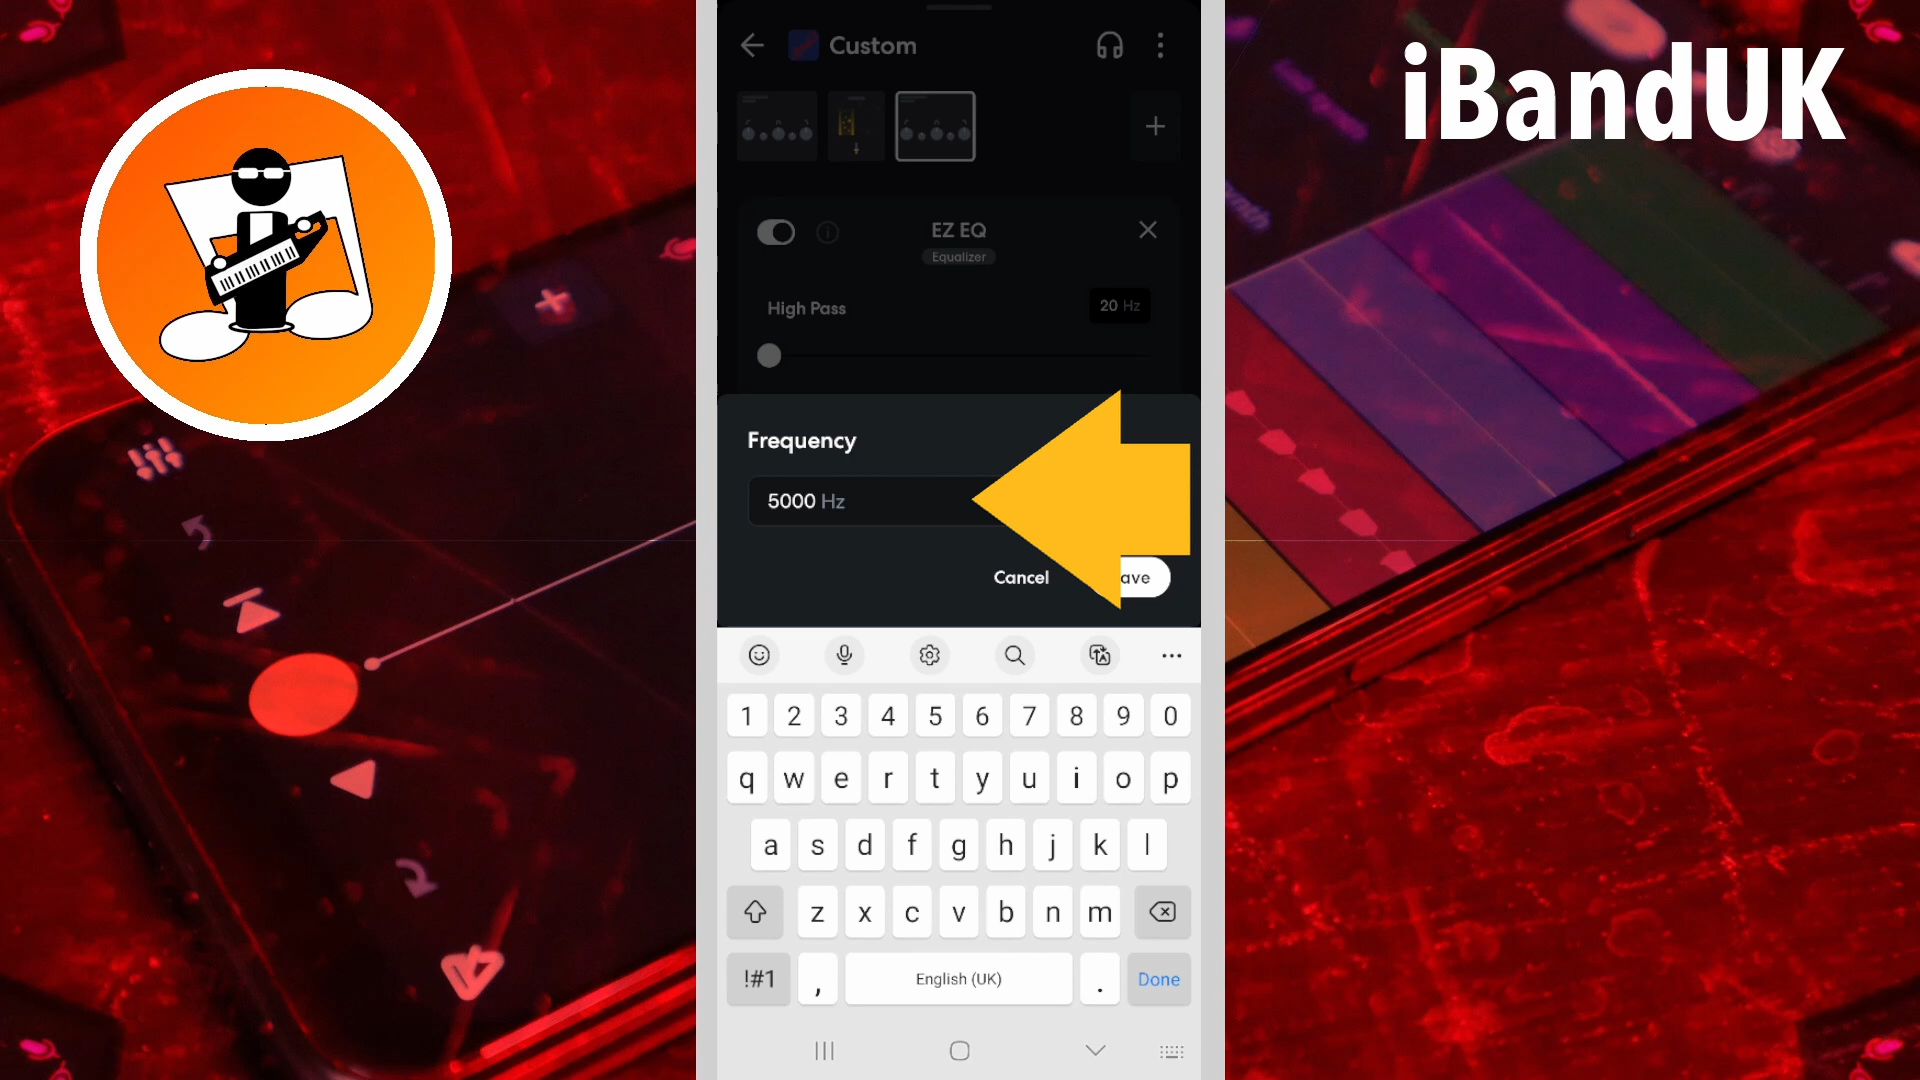 iBandUK
Custom
EZ EQ
Equalizer
High Pass
20 Hz
Frequency
5000 Hz
Cancel
ave
1 2 3 4 5 6 7 8 9 0
q w e r t y u i o p
a s d f g h j k l
z x c v b n m
!#1 , English (UK) . Done